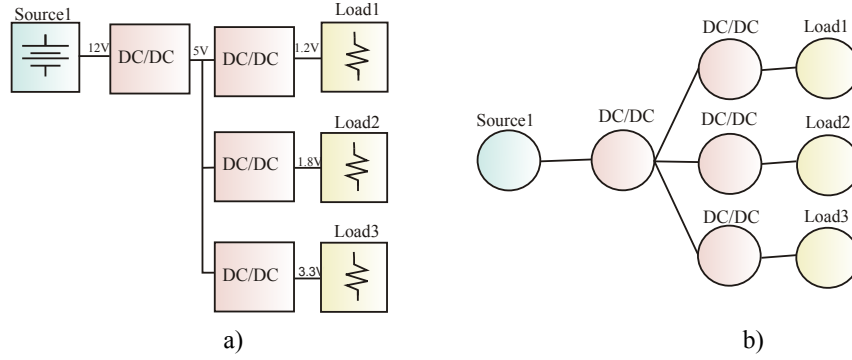 Source1
12V
DC/DC
5V
DC/DC
1.2V
Load1
DC/DC
1.8V
Load2
DC/DC
3.3V
Load3
a)
Source1
DC/DC
DC/DC
Load1
DC/DC
Load2
DC/DC
Load3
b)